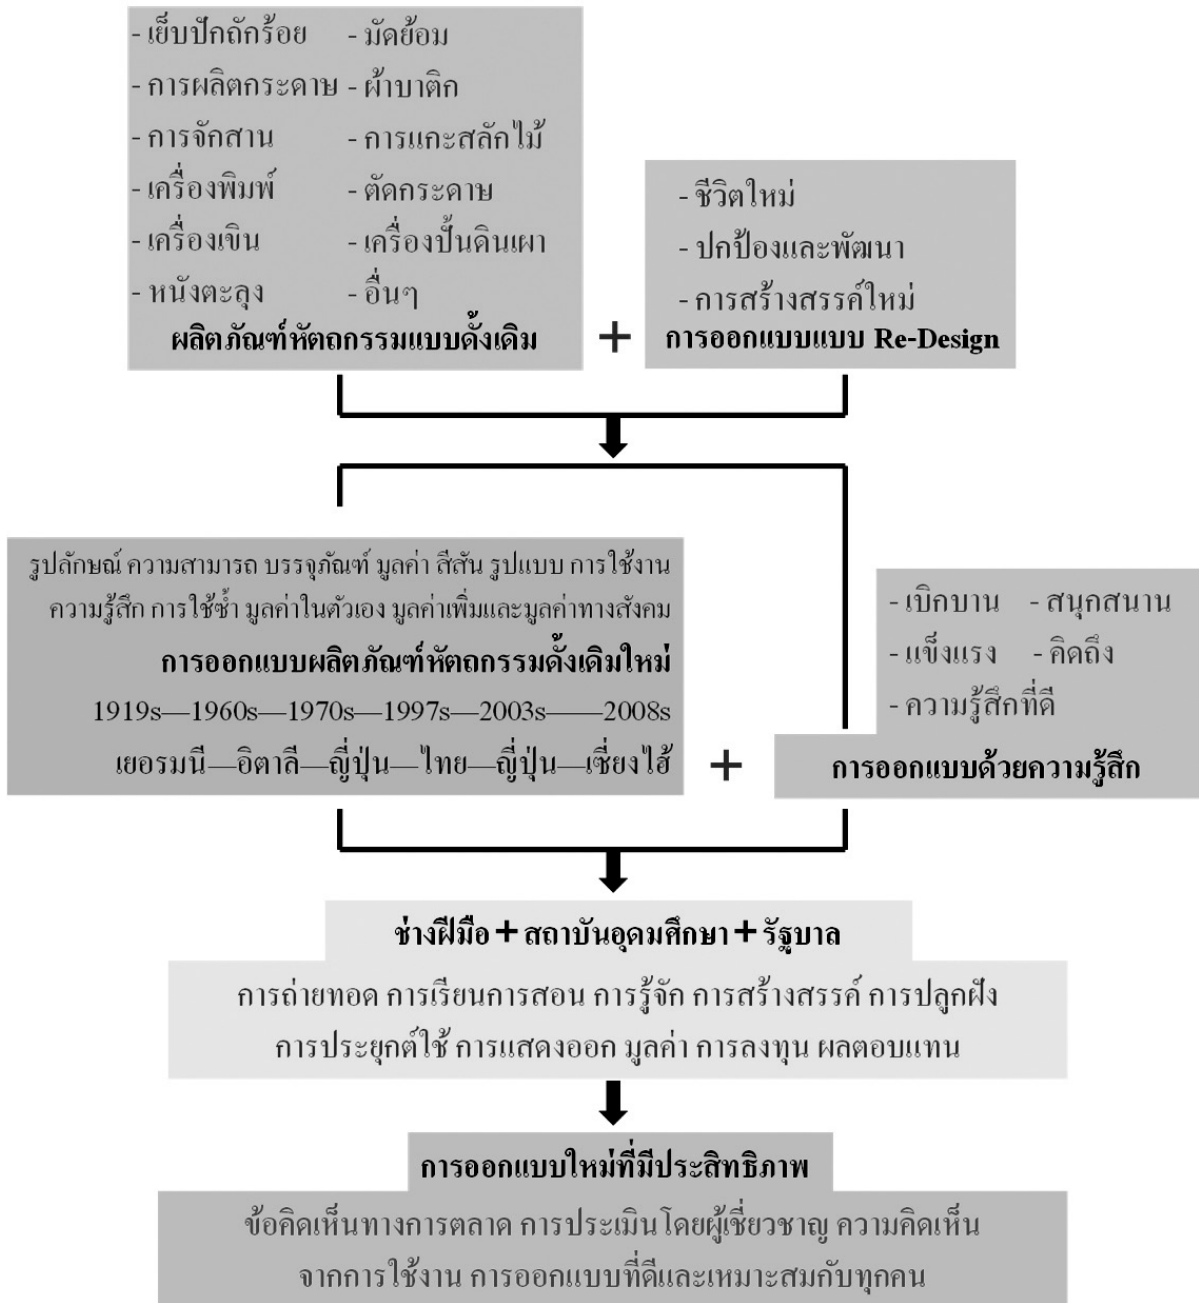 - เย็บปักถักร้อย - มัดย้อม
- การผลิตกระดาษ - ผ้าบาติก
- การจักสาน - การแกะสลักไม้
- เครื่องพิมพ์ - ตัดกระดาษ
- เครื่องเขิน - เครื่องปั้นดินเผา
- หนังตะลุง - อื่นๆ
ผลิตภัณฑ์หัตถกรรมแบบดั้งเดิม
+
- ชีวิตใหม่
- ปกป้องและพัฒนา
- การสร้างสรรค์ใหม่
การออกแบบแบบ Re-Design
รูปลักษณ์ ความสามารถ บรรจุภัณฑ์ มูลค่า สีสัน รูปแบบ การใช้งาน
ความรู้สึก การใช้ซ้ำ มูลค่าในตัวเอง มูลค่าเพิ่มและมูลค่าทางสังคม
การออกแบบผลิตภัณฑ์หัตถกรรมดั้งเดิมใหม่
1919s—1960s—1970s—1997s—2003s——2008s
เยอรมนี—อิตาลี—ญี่ปุ่น—ไทย—ญี่ปุ่น—เซี่ยงไฮ้
+
- เบิกบาน - สนุกสนาน
- แข็งแรง - คิดถึง
- ความรู้สึกที่ดี
การออกแบบด้วยความรู้สึก
ช่างฝีมือ + สถาบันอุดมศึกษา + รัฐบาล
การถ่ายทอด การเรียนการสอน การรู้จัก การสร้างสรรค์ การปลูกฝัง
การประยุกต์ใช้ การแสดงออก มูลค่า การลงทุน ผลตอบแทน
การออกแบบใหม่ที่มีประสิทธิภาพ
ข้อคิดเห็นทางการตลาด การประเมินโดยผู้เชี่ยวชาญ ความคิดเห็น
จากการใช้งาน การออกแบบที่ดีและเหมาะสมกับทุกคน